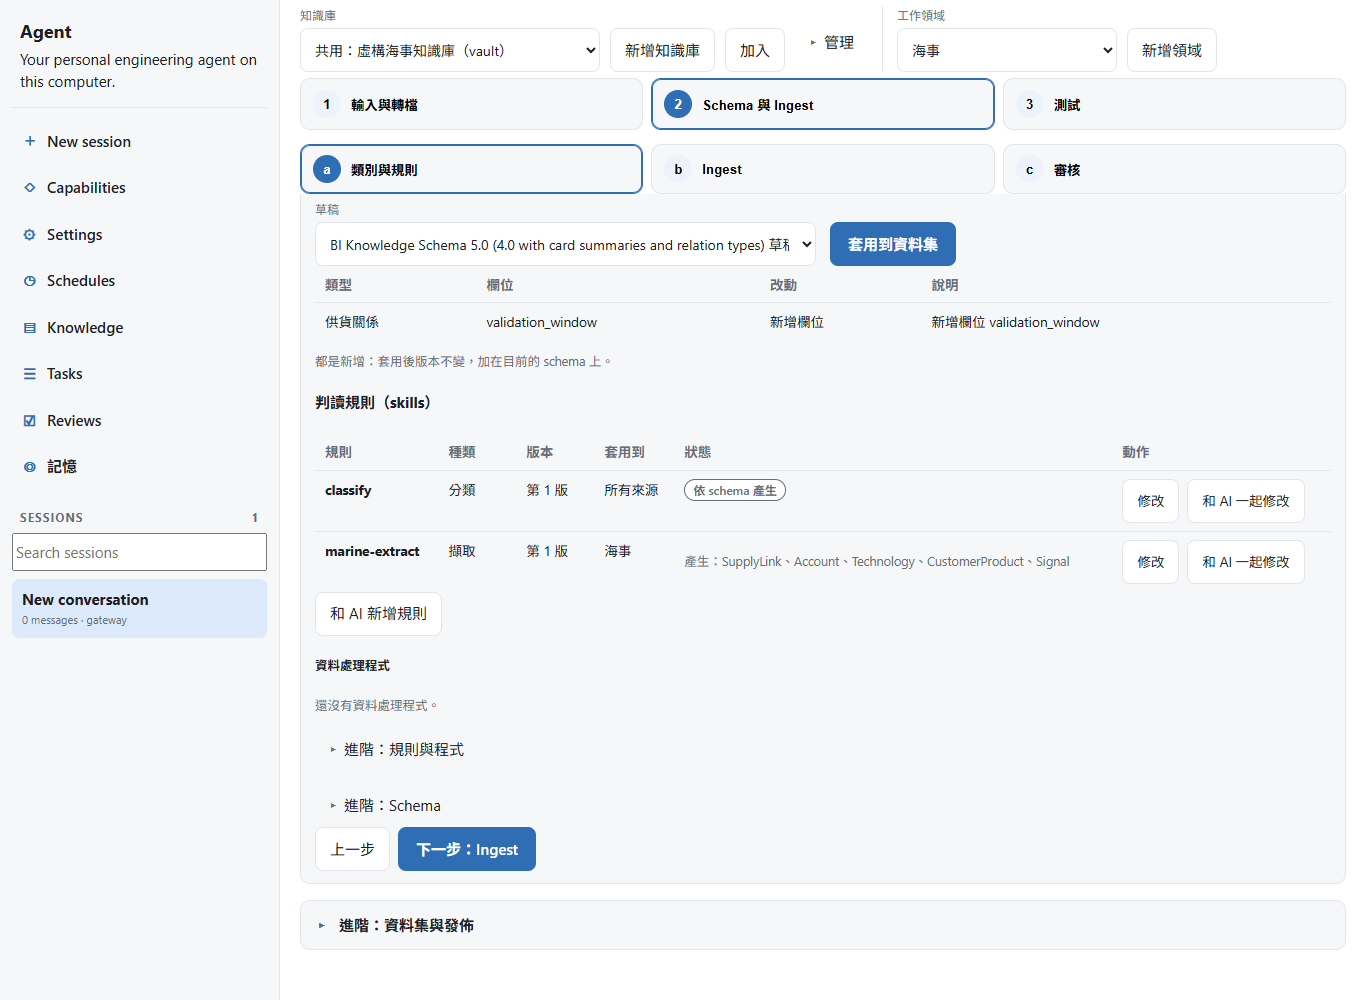 Agent
Your personal engineering agent on
this computer.
New session
Capabilities
Settings
Schedules
Knowledge
Tasks
Reviews
記憶
SESSIONS 1
Search sessions
New conversation
0 messages · gateway
知識庫
共用：虛構海事知識庫（vault）
新增知識庫
加入
管理
工作領域
海事
新增領域
1 輸入與轉檔
2 Schema 與 Ingest
3 測試
a 類別與規則
b Ingest
c 審核
草稿
BI Knowledge Schema 5.0 (4.0 with card summaries and relation types) 草稿
套用到資料集
類型 欄位 改動 說明
供貨關係 validation_window 新增欄位 新增欄位 validation_window
都是新增：套用後版本不變，加在目前的 schema 上。
判讀規則（skills）
規則 種類 版本 套用到 狀態 動作
classify 分類 第 1 版 所有來源 依 schema 產生 修改 和 AI 一起修改
marine-extract 擷取 第 1 版 海事 產生：SupplyLink、Account、Technology、CustomerProduct、Signal 修改 和 AI 一起修改
和 AI 新增規則
資料處理程式
還沒有資料處理程式。
進階：規則與程式
進階：Schema
上一步
下一步：Ingest
進階：資料集與發佈